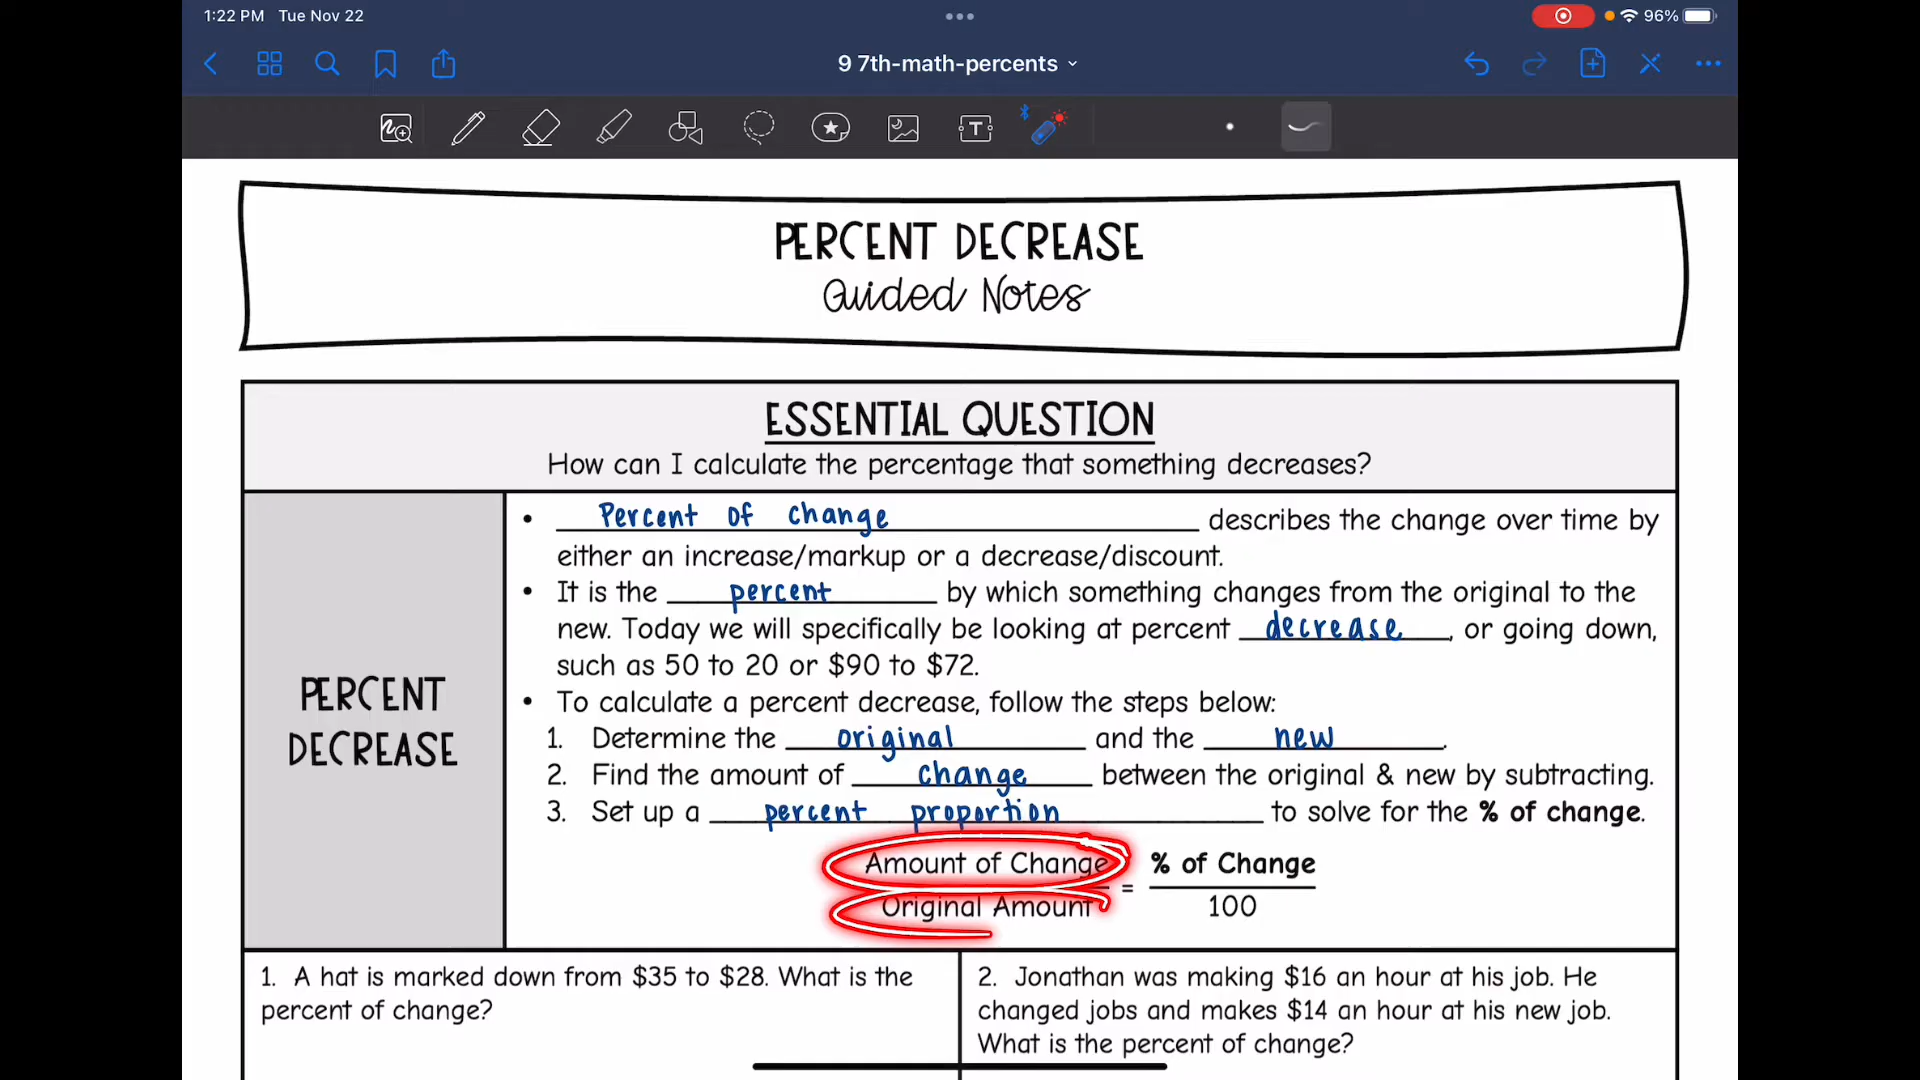 1:22 PM Tue Nov 22
96%
9 7th-math-percents
T
PERCENT DECREASE
Guided Notes
ESSENTIAL QUESTION
How can I calculate the percentage that something decreases?
PERCENT
DECREASE
• Percent of change describes the change over time by
either an increase/markup or a decrease/discount.
• It is the percent by which something changes from the original to the
new. Today we will specifically be looking at percent decrease, or going down,
such as 50 to 20 or $90 to $72.
• To calculate a percent decrease, follow the steps below:
1. Determine the original and the new.
2. Find the amount of change between the original & new by subtracting.
3. Set up a percent proportion to solve for the % of change.
Amount of Change % of Change
=
Original Amount 100
1. A hat is marked down from $35 to $28. What is the
percent of change?
2. Jonathan was making $16 an hour at his job. He
changed jobs and makes $14 an hour at his new job.
What is the percent of change?